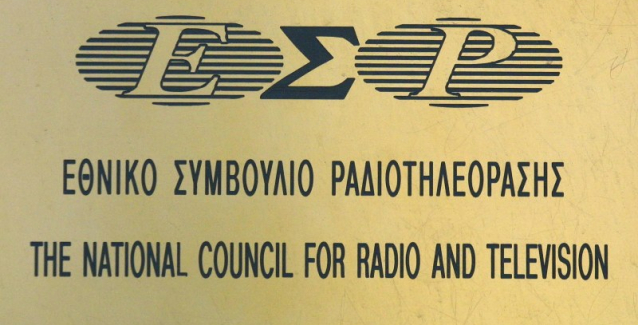 ΕΣΡ
ΕΘΝΙΚΟ ΣΥΜΒΟΥΛΙΟ ΡΑΔΙΟΤΗΛΕΟΡΑΣΗΣ
THE NATIONAL COUNCIL FOR RADIO AND TELEVISION